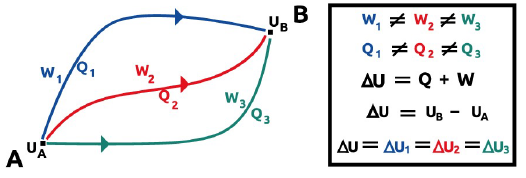 U_B B
W₁ Q₁
W₂
Q₂
W₃
Q₃
A U_A
W₁ ≠ W₂ ≠ W₃
Q₁ ≠ Q₂ ≠ Q₃
ΔU = Q + W
ΔU = U_B - U_A
ΔU = ΔU₁ = ΔU₂ = ΔU₃